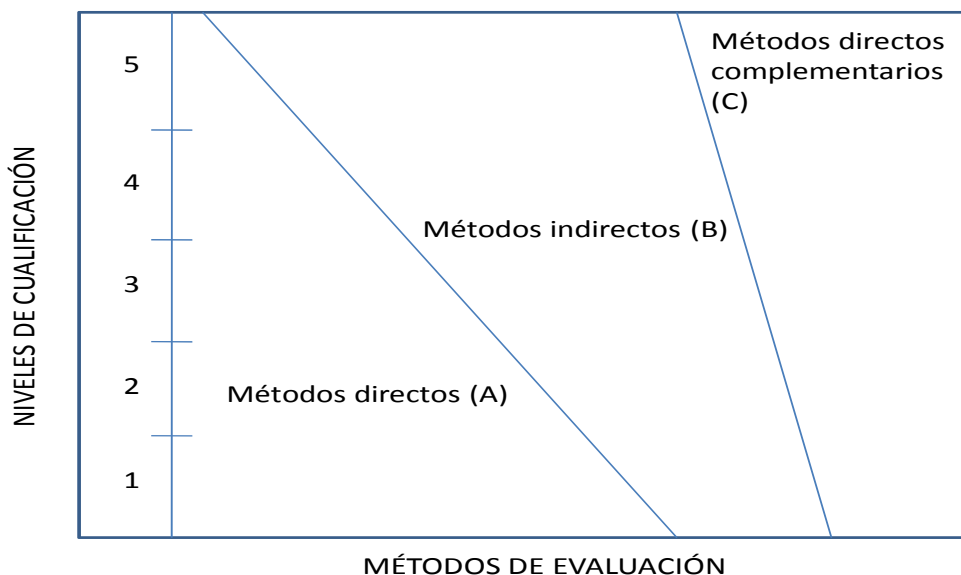 NIVELES DE CUALIFICACIÓN
5
4
3
2
1
Métodos directos
complementarios
(C)
Métodos indirectos (B)
Métodos directos (A)
MÉTODOS DE EVALUACIÓN